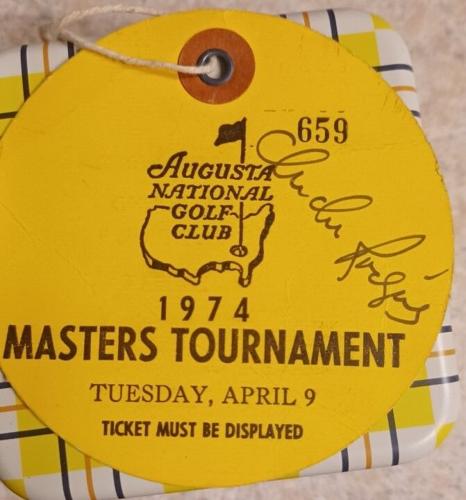 659
AUGUSTA
NATIONAL
GOLF
CLUB
1974
MASTERS TOURNAMENT
TUESDAY, APRIL 9
TICKET MUST BE DISPLAYED